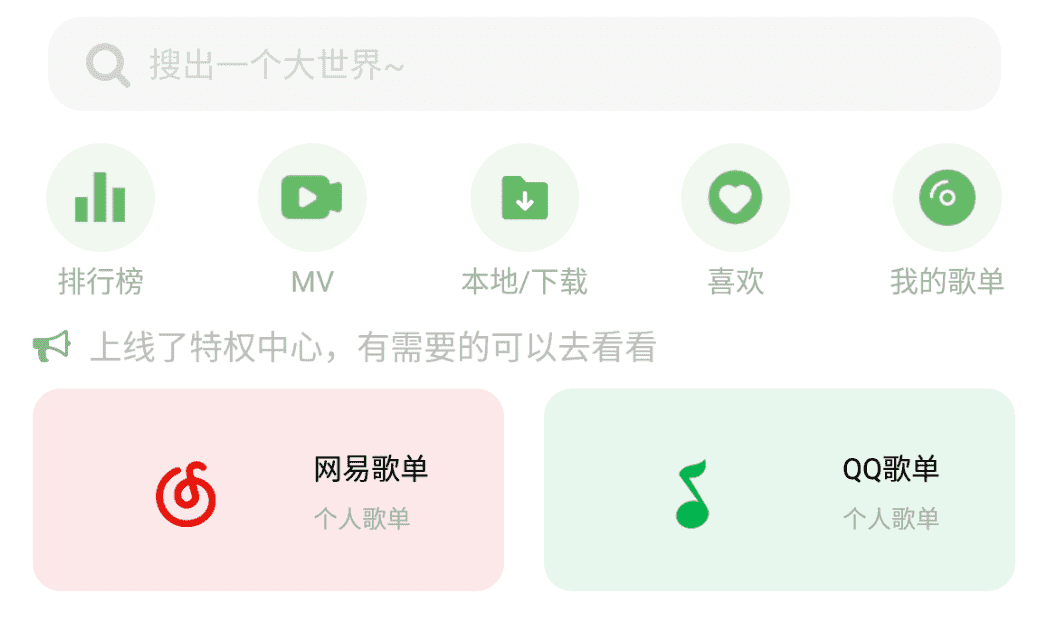 搜出一个大世界~
排行榜
MV
本地/下载
喜欢
我的歌单
上线了特权中心，有需要的可以去看看
网易歌单
个人歌单
QQ歌单
个人歌单